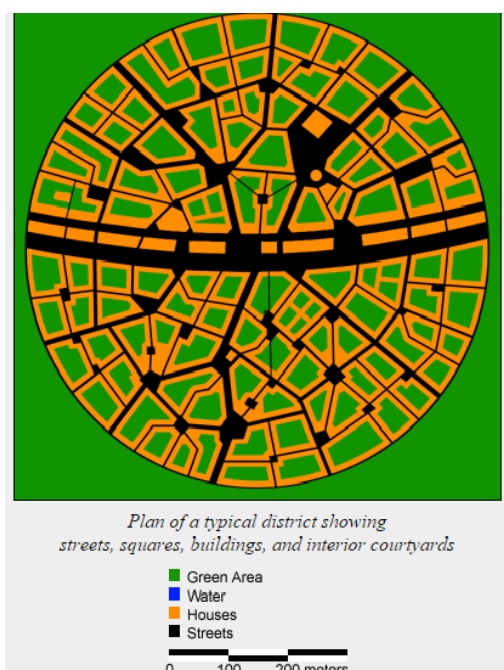 Plan of a typical district showing
streets, squares, buildings, and interior courtyards
Green Area
Water
Houses
Streets
0 100 200 meters